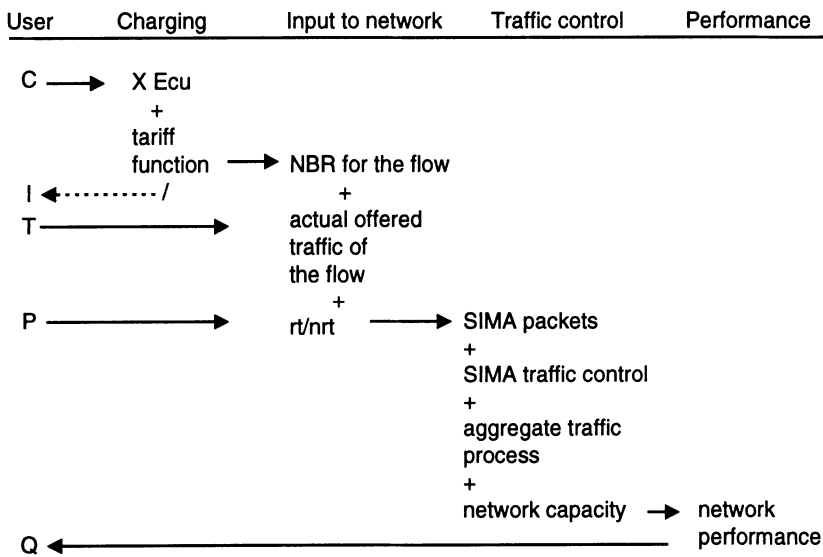 User Charging Input to network Traffic control Performance
C X Ecu
+
tariff
function NBR for the flow
I / +
T actual offered
traffic of
the flow
+
P rt/nrt SIMA packets
+
SIMA traffic control
+
aggregate traffic
process
+
network capacity network
performance
Q